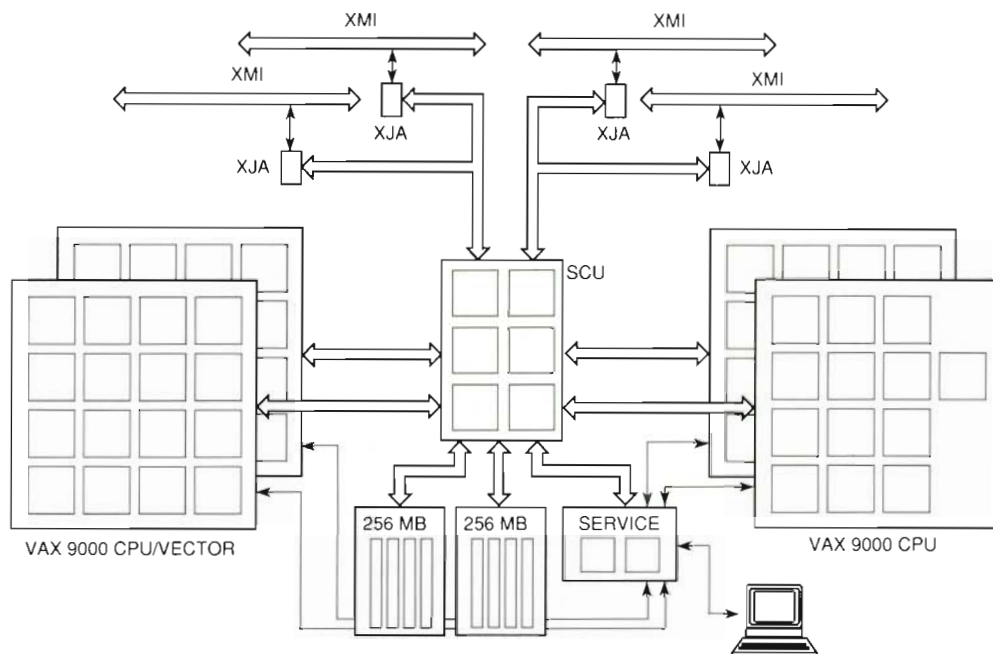 XMI
XMI
XMI
XMI
XJA
XJA
XJA
XJA
SCU
256 MB
256 MB
SERVICE
VAX 9000 CPU/VECTOR
VAX 9000 CPU